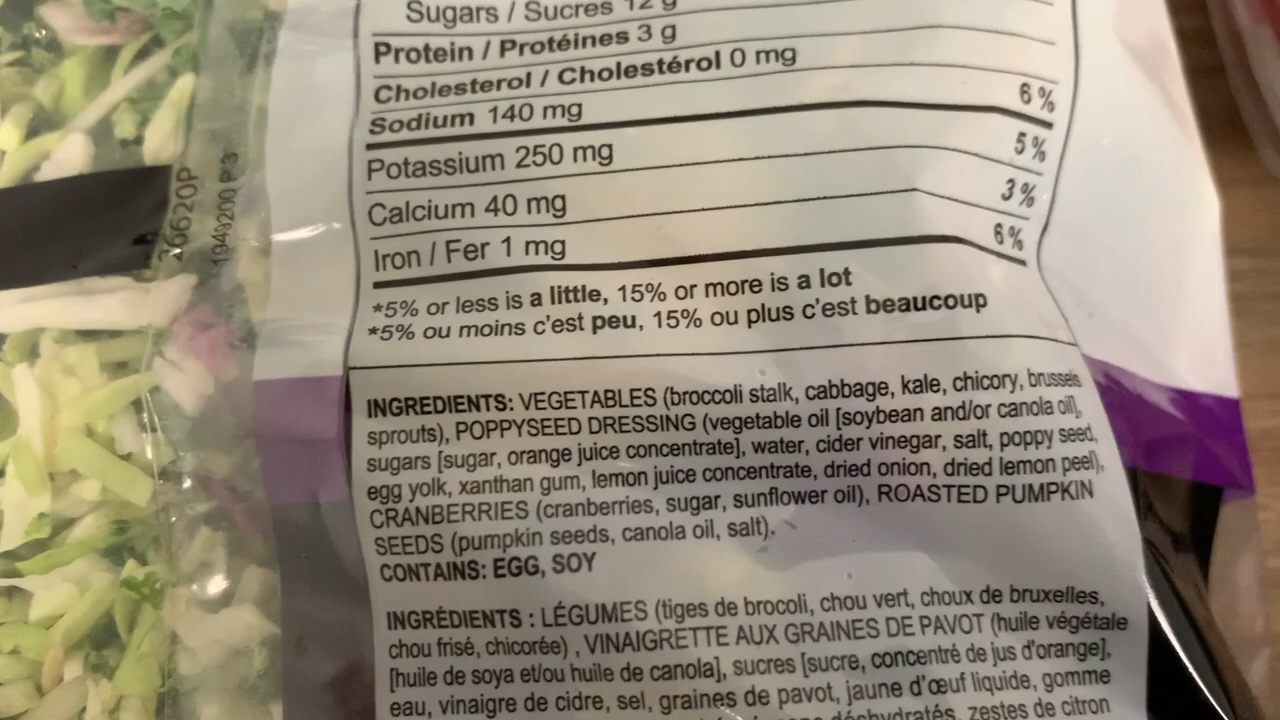 Sugars / Sucres 12 g
Protein / Protéines 3 g
Cholesterol / Cholestérol 0 mg
Sodium 140 mg 6 %
Potassium 250 mg 5 %
Calcium 40 mg 3 %
Iron / Fer 1 mg 6 %
*5% or less is a little, 15% or more is a lot
*5% ou moins c'est peu, 15% ou plus c'est beaucoup
INGREDIENTS: VEGETABLES (broccoli stalk, cabbage, kale, chicory, brussels
sprouts), POPPYSEED DRESSING (vegetable oil [soybean and/or canola oil],
sugars [sugar, orange juice concentrate], water, cider vinegar, salt, poppy seed,
egg yolk, xanthan gum, lemon juice concentrate, dried onion, dried lemon peel),
CRANBERRIES (cranberries, sugar, sunflower oil), ROASTED PUMPKIN
SEEDS (pumpkin seeds, canola oil, salt).
CONTAINS: EGG, SOY
INGRÉDIENTS : LÉGUMES (tiges de brocoli, chou vert, choux de bruxelles,
chou frisé, chicorée) , VINAIGRETTE AUX GRAINES DE PAVOT (huile végétale
[huile de soya et/ou huile de canola], sucres [sucre, concentré de jus d'orange],
eau, vinaigre de cidre, sel, graines de pavot, jaune d'œuf liquide, gomme
déshydratés, zestes de citron
26620P
1949200 P3